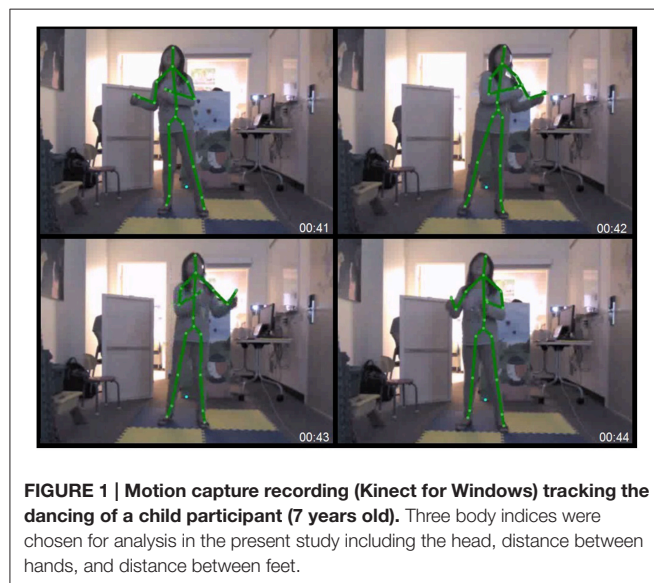 00:41
00:42
00:43
00:44
FIGURE 1 | Motion capture recording (Kinect for Windows) tracking the
dancing of a child participant (7 years old). Three body indices were
chosen for analysis in the present study including the head, distance between
hands, and distance between feet.